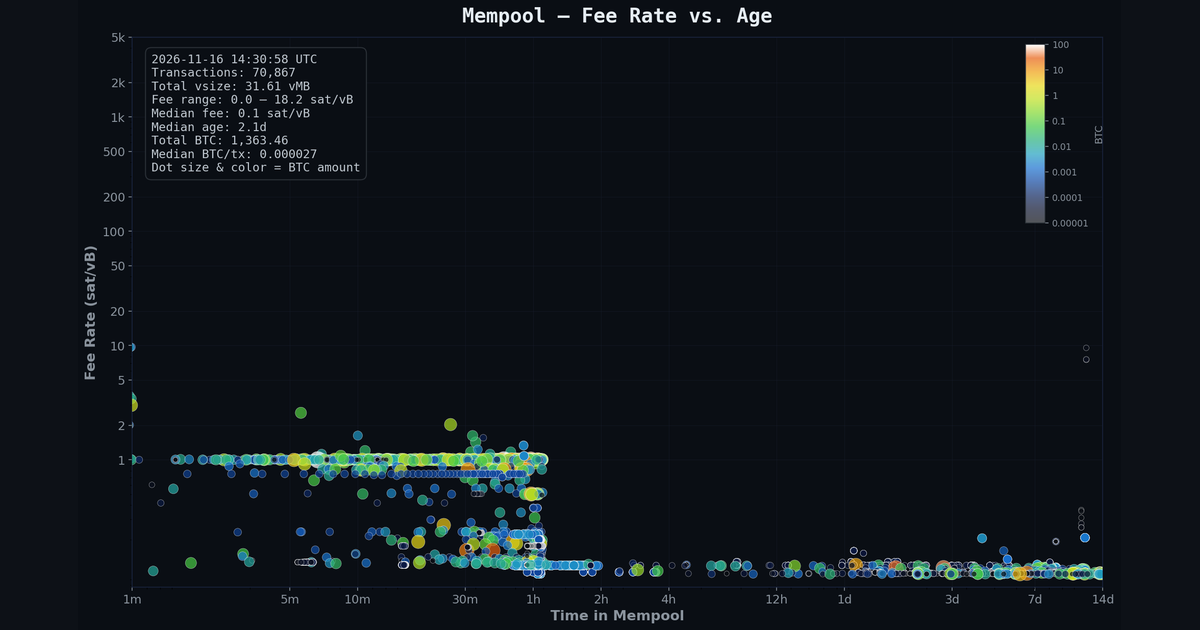 Mempool — Fee Rate vs. Age
2026-11-16 14:30:58 UTC
Transactions: 70,867
Total vsize: 31.61 vMB
Fee range: 0.0 — 18.2 sat/vB
Median fee: 0.1 sat/vB
Median age: 2.1d
Total BTC: 1,363.46
Median BTC/tx: 0.000027
Dot size & color = BTC amount
100
10
1
0.1
0.01
0.001
0.0001
0.00001
BTC
Fee Rate (sat/vB)
5k
2k
1k
500
200
100
50
20
10
5
2
1
1m 5m 10m 30m 1h 2h 4h 12h 1d 3d 7d 14d
Time in Mempool